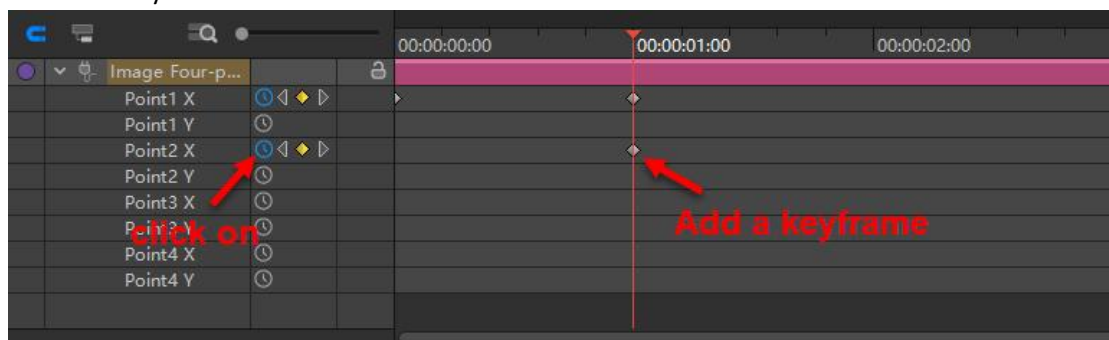 00:00:00:00 00:00:01:00 00:00:02:00
Image Four-p...
Point1 X
Point1 Y
Point2 X
Point2 Y
Point3 X
Point3 Y
click on
Add a keyframe
Point4 X
Point4 Y